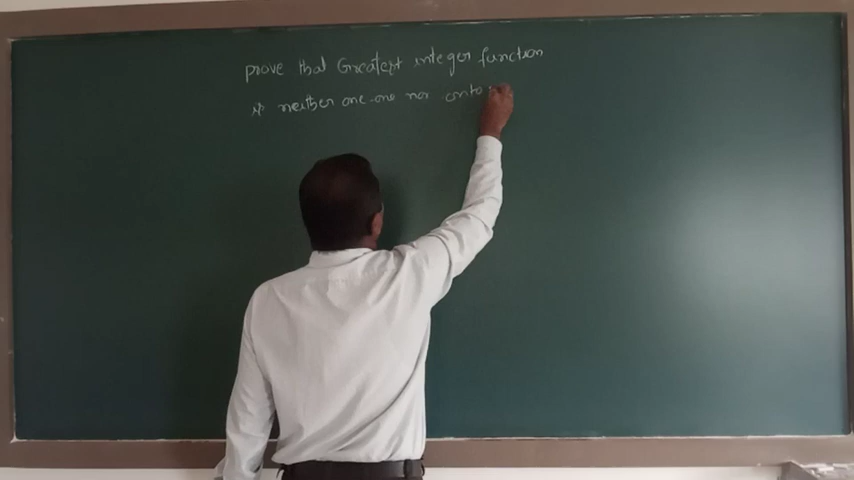 prove that Greatest integer function
is neither one-one nor onto